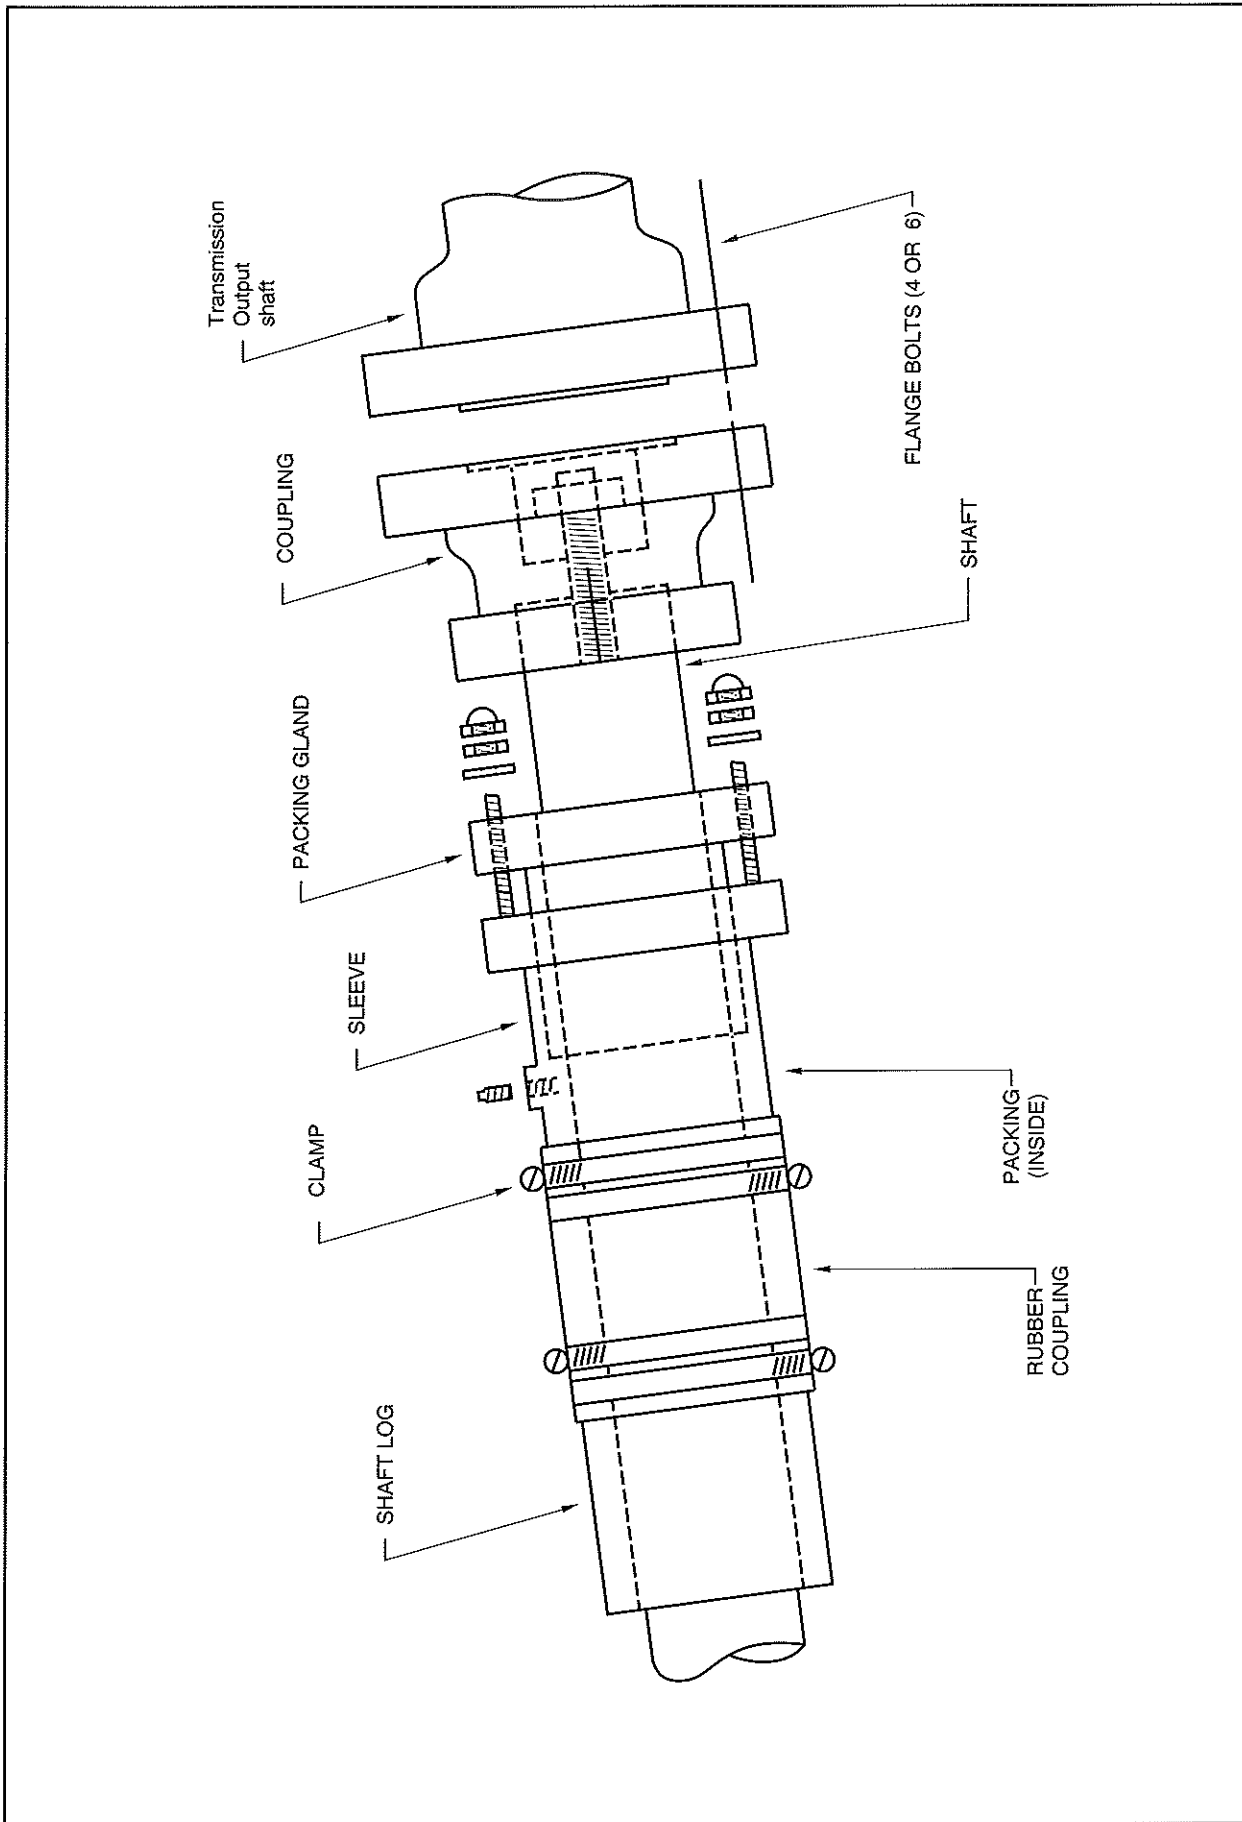 Transmission
Output
shaft
COUPLING
PACKING GLAND
SLEEVE
CLAMP
SHAFT LOG
FLANGE BOLTS (4 OR 6)
SHAFT
PACKING
(INSIDE)
RUBBER
COUPLING